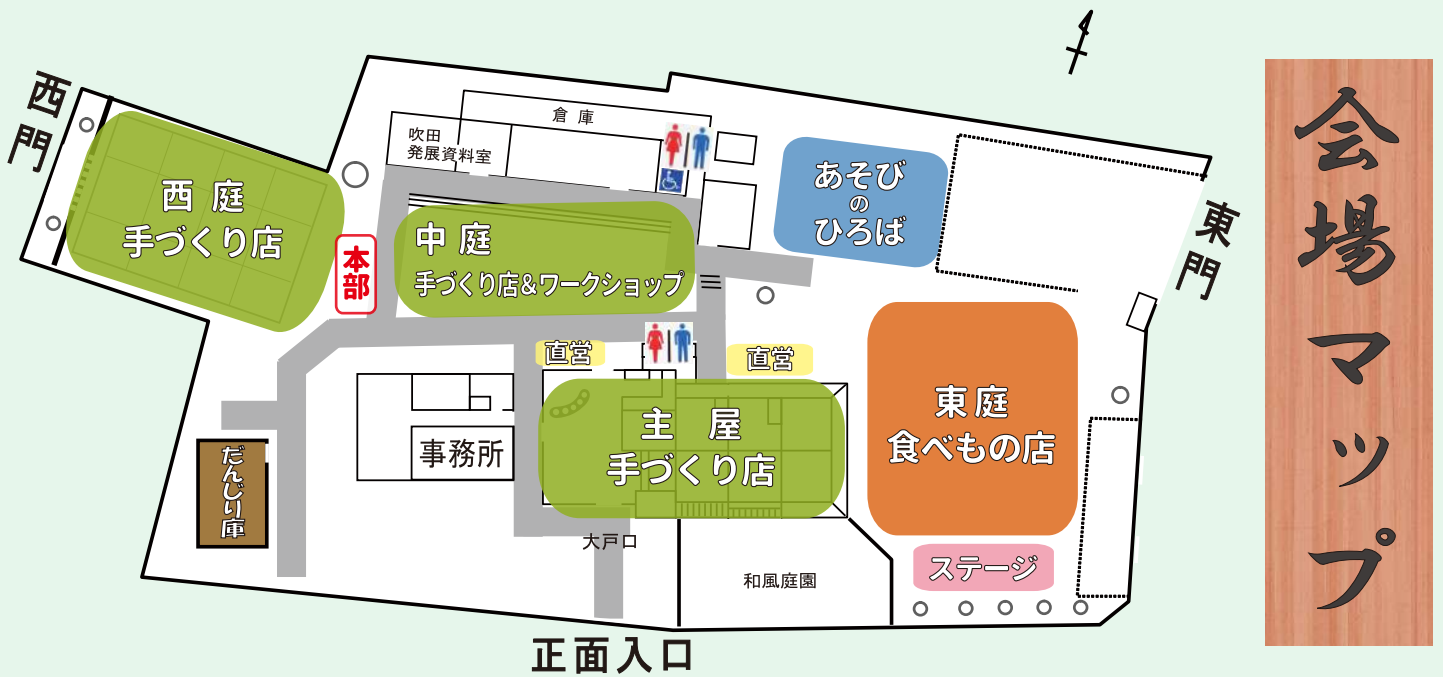 会場マップ
西門
西庭
手づくり店
本部
吹田
発展資料室
倉庫
中庭
手づくり店&ワークショップ
あそび
の
ひろば
東門
直営
直営
主屋
手づくり店
東庭
食べもの店
事務所
だんじり庫
大戸口
和風庭園
ステージ
正面入口